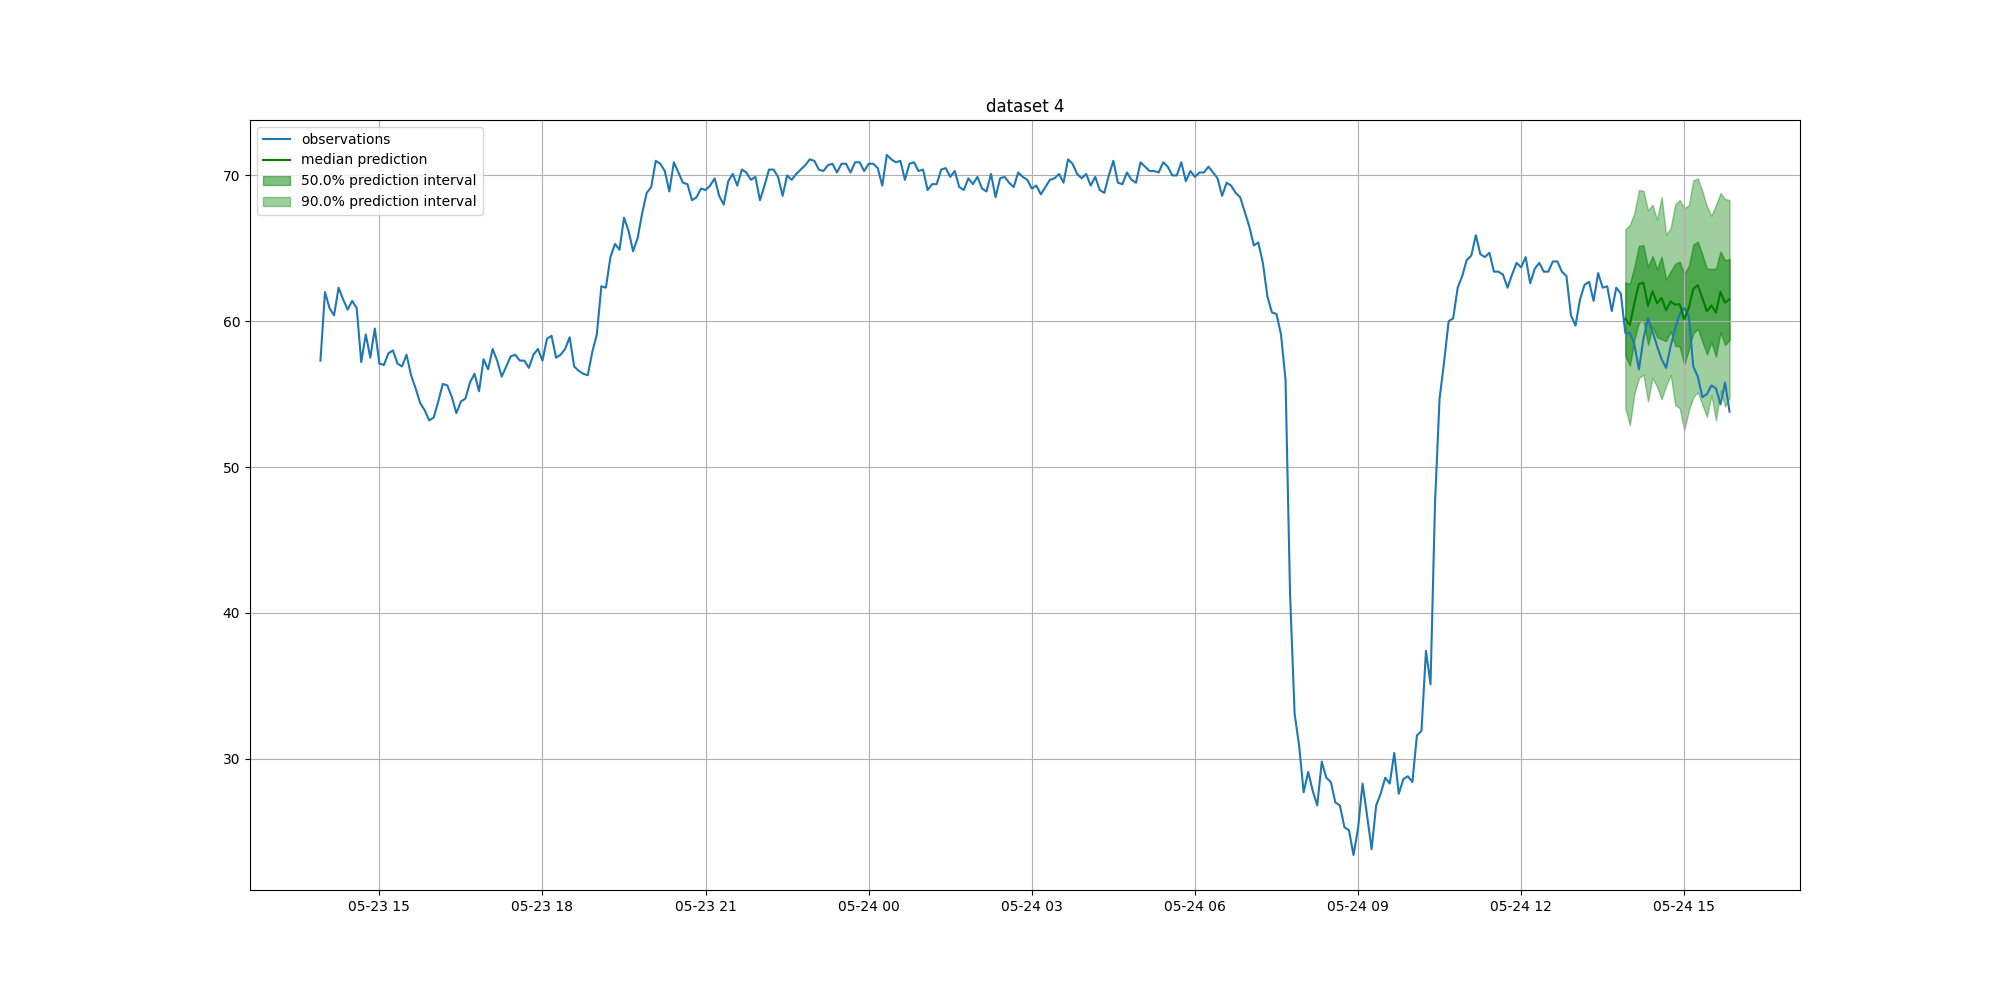 dataset 4
observations
median prediction
50.0% prediction interval
90.0% prediction interval
70
60
50
40
30
05-23 15
05-23 18
05-23 21
05-24 00
05-24 03
05-24 06
05-24 09
05-24 12
05-24 15